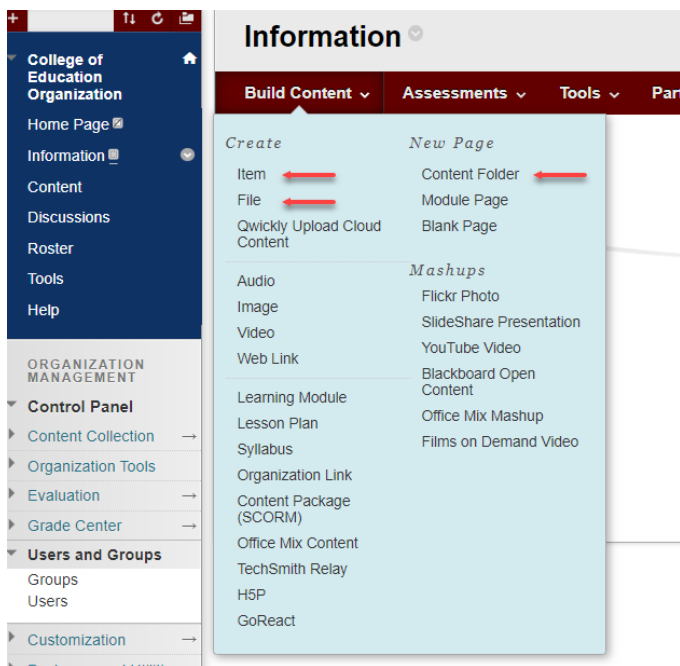 College of
Education
Organization
Home Page
Information
Content
Discussions
Roster
Tools
Help
ORGANIZATION
MANAGEMENT
Control Panel
Content Collection
Organization Tools
Evaluation
Grade Center
Users and Groups
Groups
Users
Customization
Information
Build Content
Assessments
Tools
Part
Create
Item
File
Qwickly Upload Cloud
Content
Audio
Image
Video
Web Link
Learning Module
Lesson Plan
Syllabus
Organization Link
Content Package
(SCORM)
Office Mix Content
TechSmith Relay
H5P
GoReact
New Page
Content Folder
Module Page
Blank Page
Mashups
Flickr Photo
SlideShare Presentation
YouTube Video
Blackboard Open
Content
Office Mix Mashup
Films on Demand Video